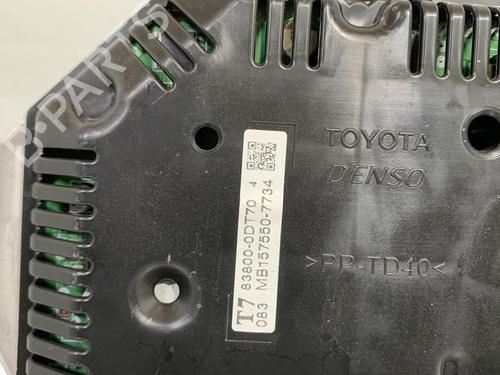 B-PARTS
TOYOTA
DENSO
>PP-TD40<
T7 83800-0DT70 4
083 MB157550-7734